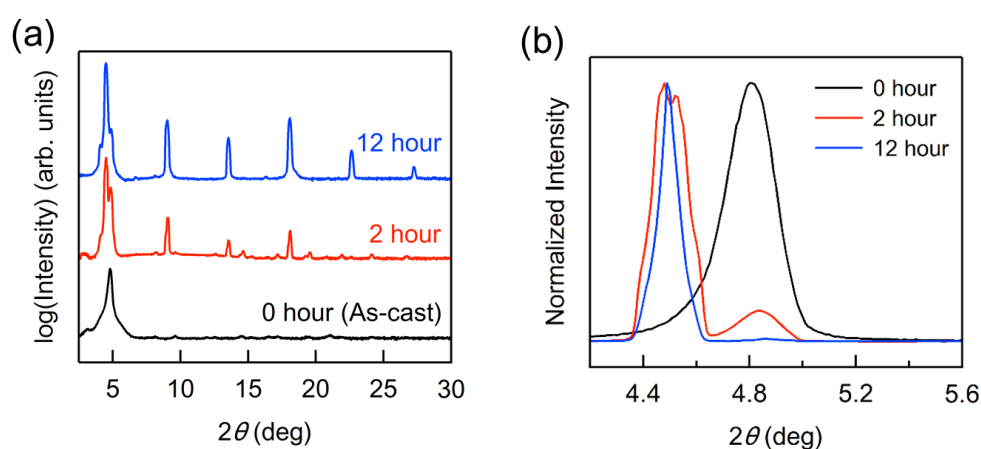 (a)
log(Intensity) (arb. units)
12 hour
2 hour
0 hour (As-cast)
5 10 15 20 25 30
2θ (deg)
(b)
Normalized Intensity
0 hour
2 hour
12 hour
4.4 4.8 5.2 5.6
2θ (deg)